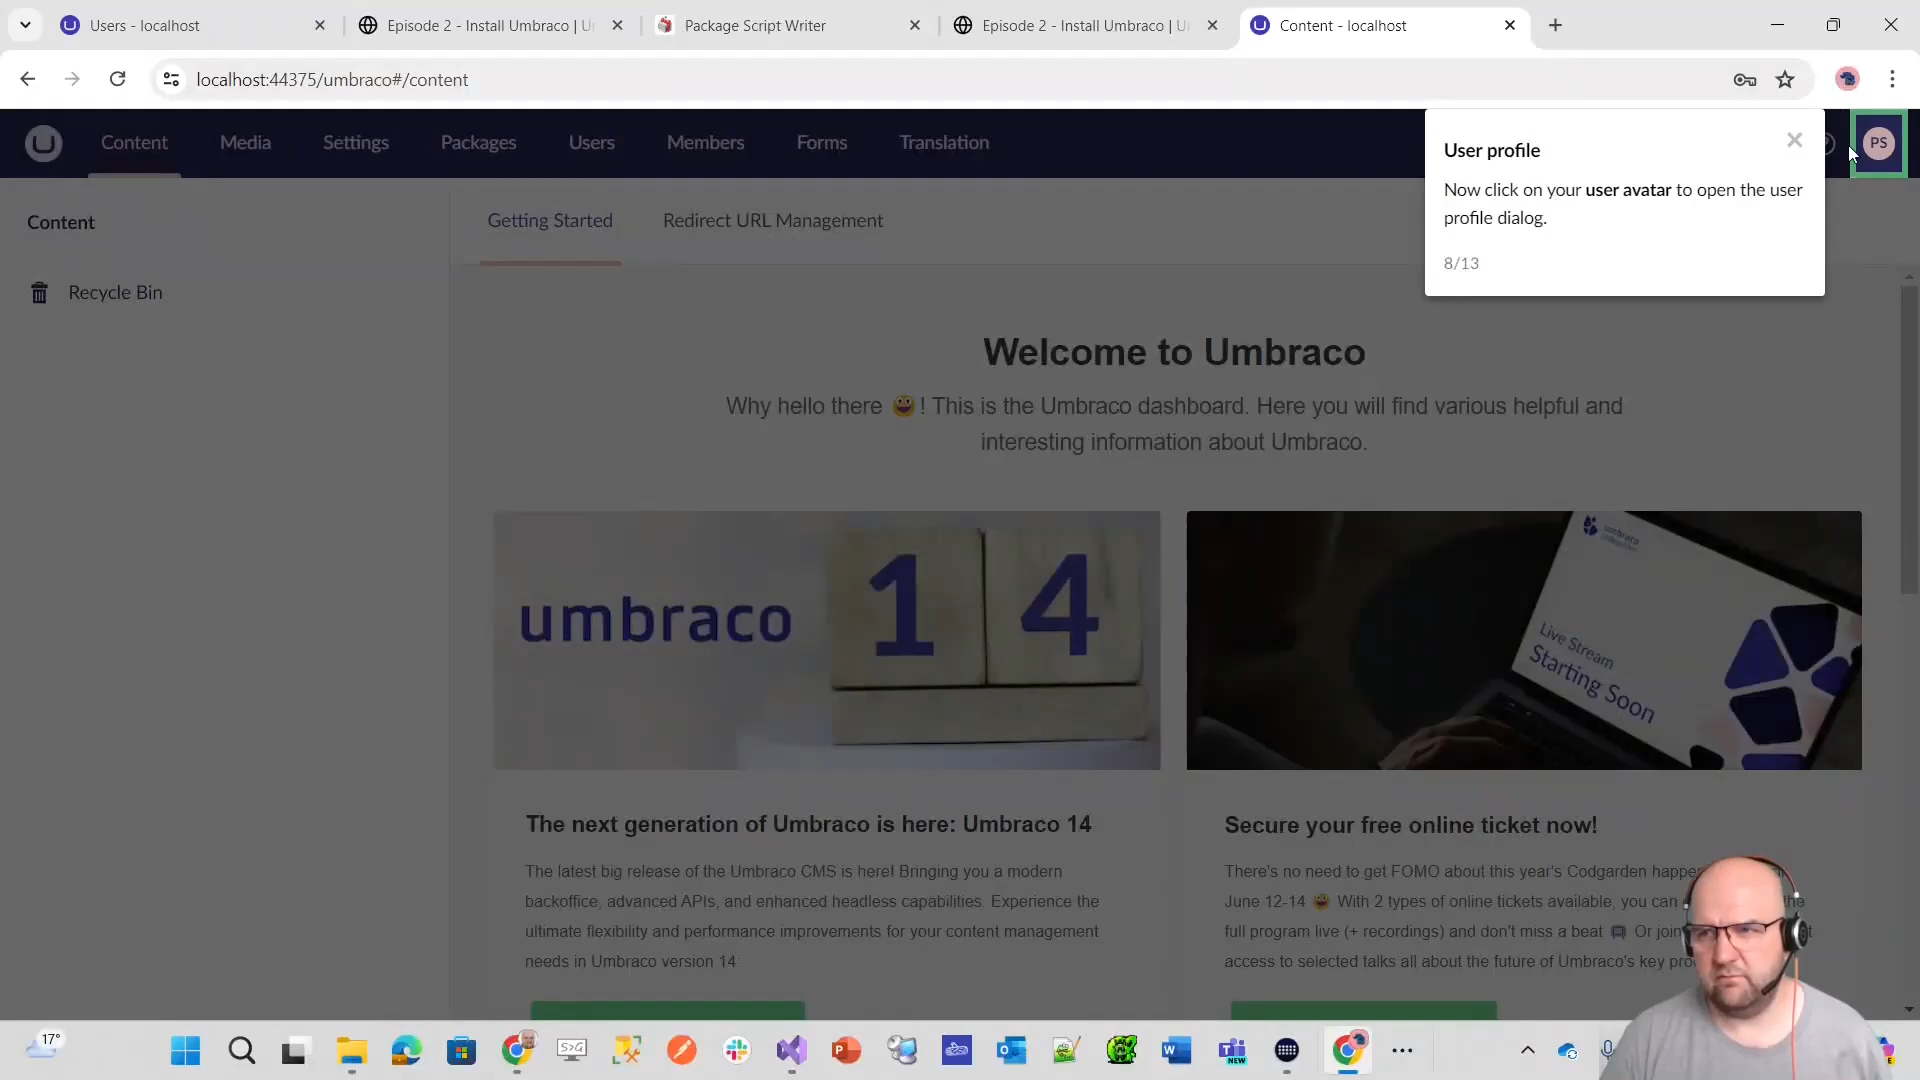 Users - localhost
Episode 2 - Install Umbraco | U
Package Script Writer
Episode 2 - Install Umbraco | U
Content - localhost
localhost:44375/umbraco#/content
Content
Media
Settings
Packages
Users
Members
Forms
Translation
PS
User profile
Now click on your user avatar to open the user
profile dialog.
8/13
Content
Recycle Bin
Getting Started
Redirect URL Management
Welcome to Umbraco
Why hello there 😀! This is the Umbraco dashboard. Here you will find various helpful and
interesting information about Umbraco.
umbraco 14
Live Stream
Starting Soon
The next generation of Umbraco is here: Umbraco 14
The latest big release of the Umbraco CMS is here! Bringing you a modern
backoffice, advanced APIs, and enhanced headless capabilities. Experience the
ultimate flexibility and performance improvements for your content management
needs in Umbraco version 14
Secure your free online ticket now!
There's no need to get FOMO about this year's Codgarden happe
June 12-14 😀 With 2 types of online tickets available, you can the
full program live (+ recordings) and don't miss a beat Or join t
access to selected talks all about the future of Umbraco's key pro
17°
S>G
NEW